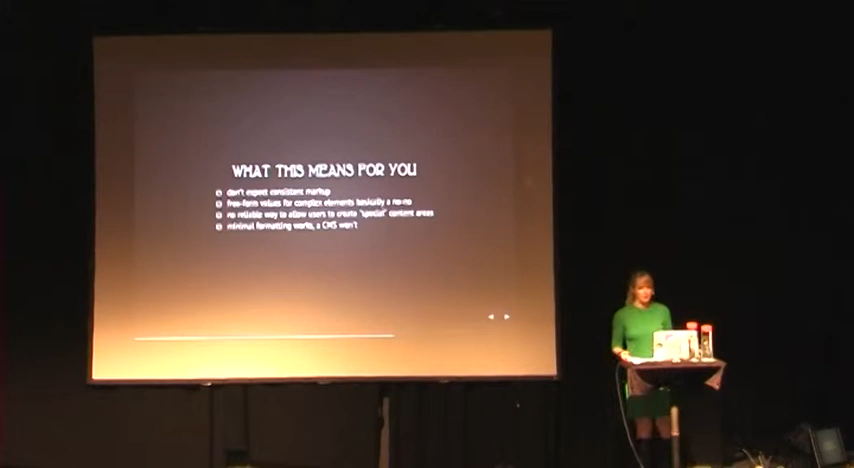 WHAT THIS MEANS FOR YOU
don't expect consistent markup
free-form values for complex elements basically a no-no
no reliable way to allow users to create "special" content areas
minimal formatting works, a CMS won't